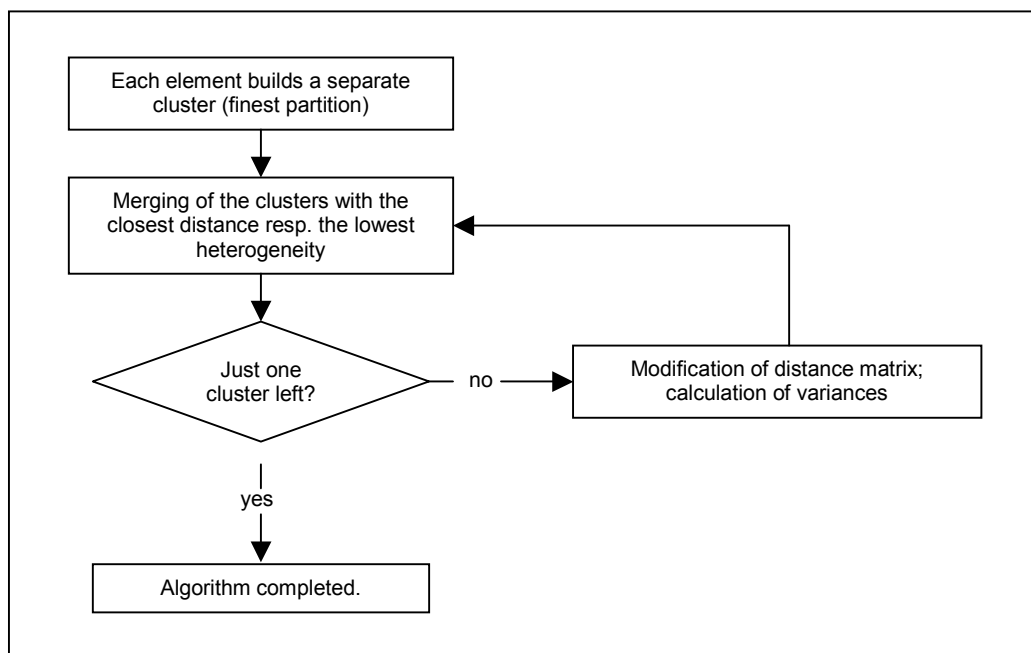 Each element builds a separate
cluster (finest partition)
Merging of the clusters with the
closest distance resp. the lowest
heterogeneity
Just one
cluster left?
no
Modification of distance matrix;
calculation of variances
yes
Algorithm completed.